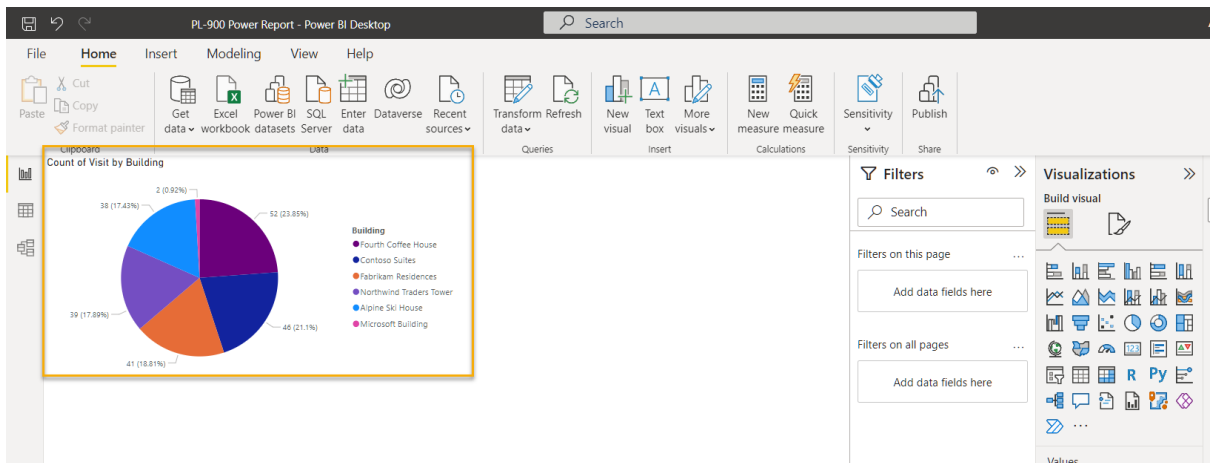 PL-900 Power Report - Power BI Desktop
Search
File Home Insert Modeling View Help
Paste
Cut
Copy
Format painter
Clipboard
Get data
Excel workbook
Power BI datasets
SQL Server
Enter data
Dataverse
Recent sources
Data
Transform data
Refresh
Queries
New visual
Text box
More visuals
Insert
New measure
Quick measure
Calculations
Sensitivity
Sensitivity
Publish
Share
Count of Visit by Building
2 (0.92%)
38 (17.43%)
52 (23.85%)
39 (17.89%)
46 (21.1%)
41 (18.81%)
Building
Fourth Coffee House
Contoso Suites
Fabrikam Residences
Northwind Traders Tower
Alpine Ski House
Microsoft Building
Filters
Search
Filters on this page
...
Add data fields here
Filters on all pages
...
Add data fields here
Visualizations
Build visual
123
R Py
...
Values